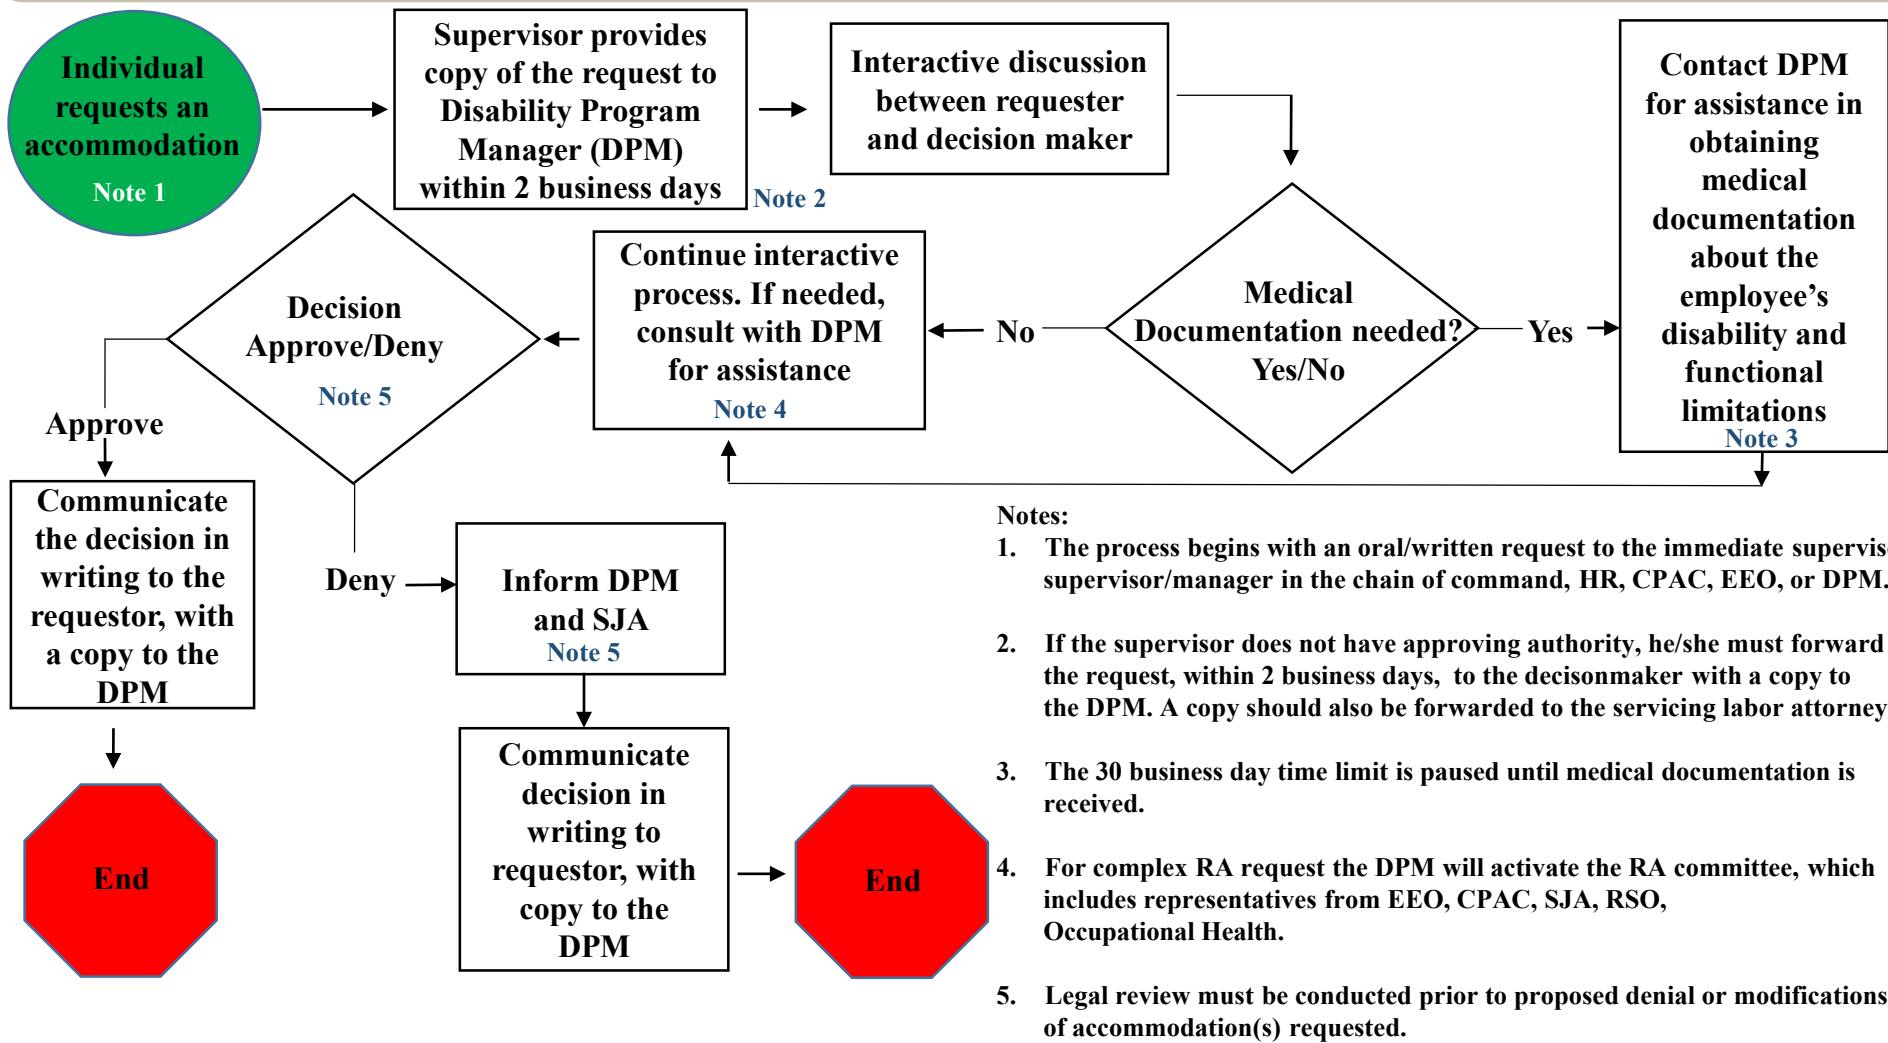 Individual
requests an
accommodation
Note 1
Supervisor provides
copy of the request to
Disability Program
Manager (DPM)
within 2 business days
Note 2
Interactive discussion
between requester
and decision maker
Contact DPM
for assistance in
obtaining
medical
documentation
about the
employee’s
disability and
functional
limitations
Note 3
Medical
Documentation needed?
Yes/No
Yes
No
Continue interactive
process. If needed,
consult with DPM
for assistance
Note 4
Decision
Approve/Deny
Note 5
Approve
Communicate
the decision in
writing to the
requestor, with
a copy to the
DPM
End
Deny
Inform DPM
and SJA
Note 5
Communicate
decision in
writing to
requestor, with
copy to the
DPM
End
Notes:
1. The process begins with an oral/written request to the immediate
supervisor/manager in the chain of command, HR, CPAC, EEO, or DPM.
2. If the supervisor does not have approving authority, he/she must forward
the request, within 2 business days, to the decisonmaker with a copy to
the DPM. A copy should also be forwarded to the servicing labor attorney
3. The 30 business day time limit is paused until medical documentation is
received.
4. For complex RA request the DPM will activate the RA committee, which
includes representatives from EEO, CPAC, SJA, RSO,
Occupational Health.
5. Legal review must be conducted prior to proposed denial or modifications
of accommodation(s) requested.